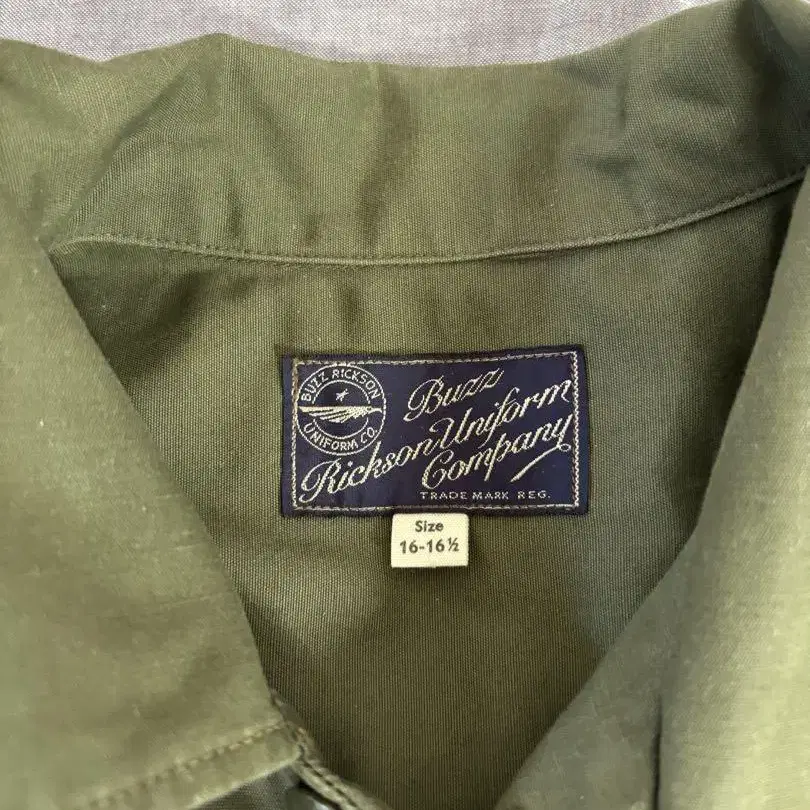 BUZZ RICKSON
UNIFORM CO.
Buzz
Rickson Uniform
Company
TRADE MARK REG.
Size
16-16½